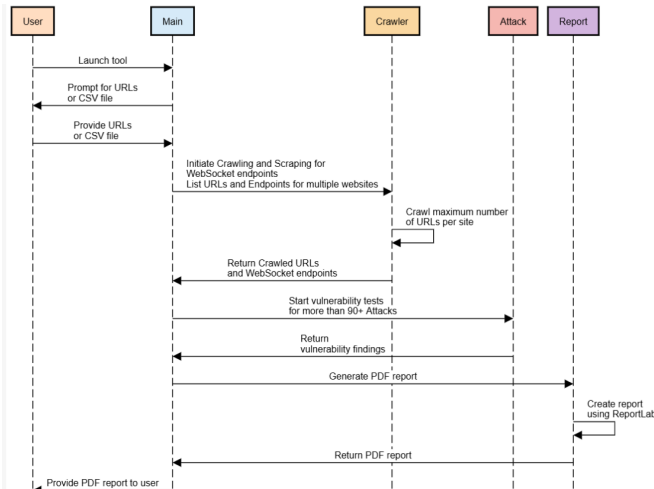 User
Main
Crawler
Attack
Report
Launch tool
Prompt for URLs
or CSV file
Provide URLs
or CSV file
Initiate Crawling and Scraping for
WebSocket endpoints
List URLs and Endpoints for multiple websites
Crawl maximum number
of URLs per site
Return Crawled URLs
and WebSocket endpoints
Start vulnerability tests
for more than 90+ Attacks
Return
vulnerability findings
Generate PDF report
Create report
using ReportLab
Return PDF report
Provide PDF report to user